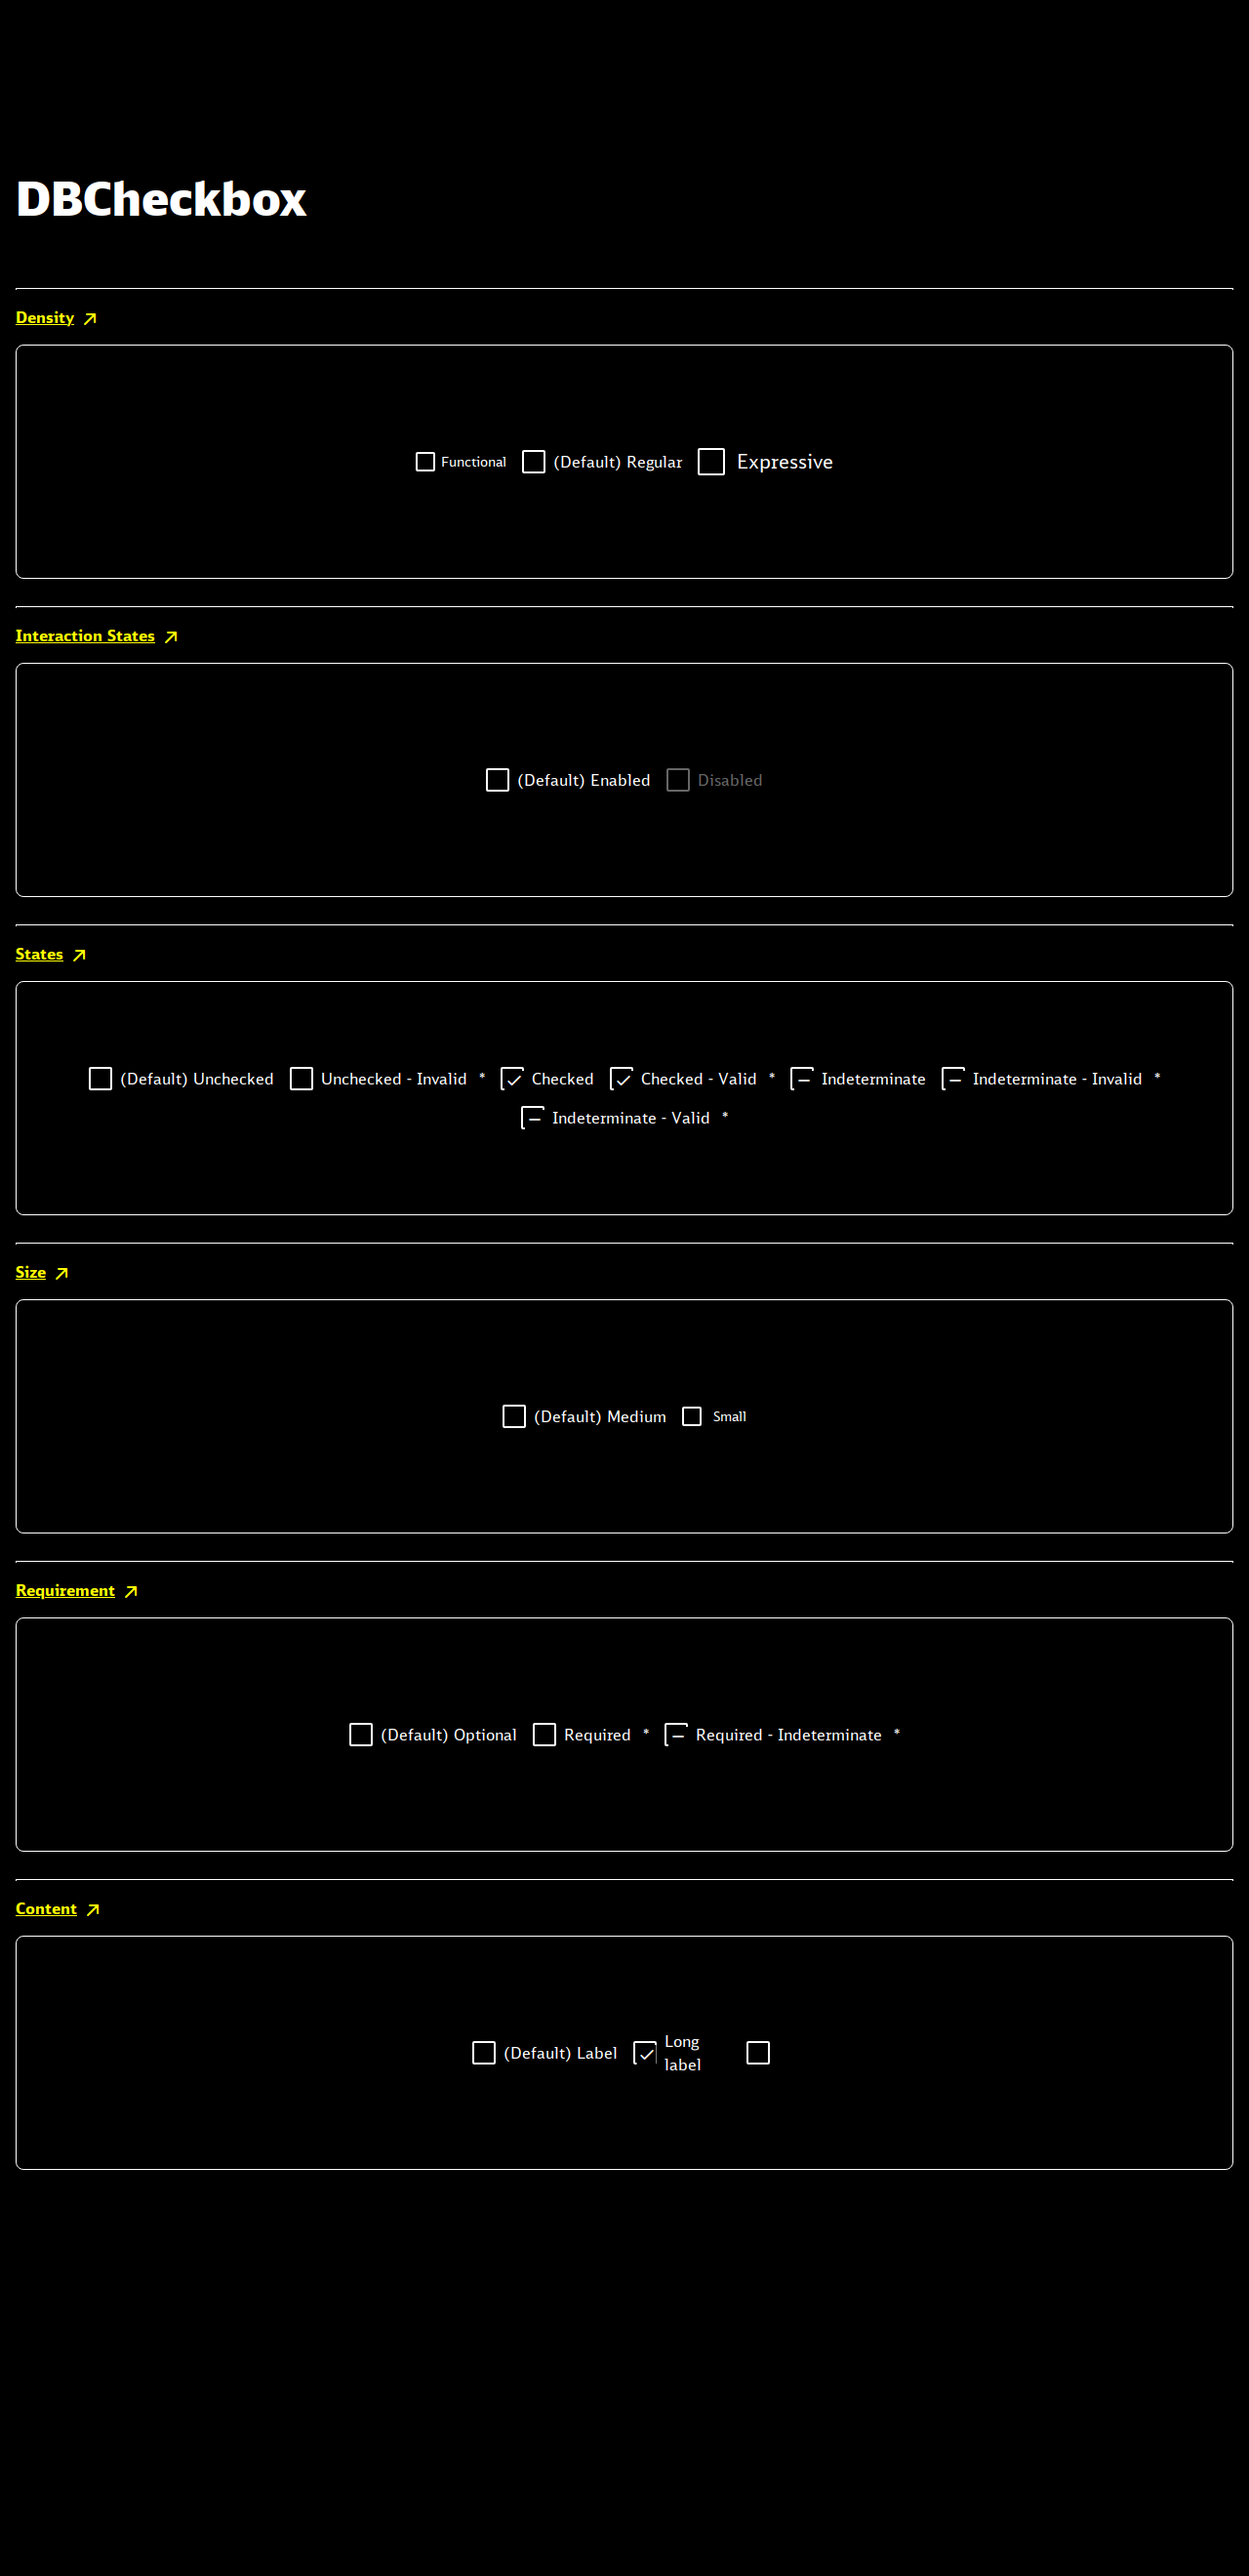 DBCheckbox
Density
Functional (Default) Regular Expressive
Interaction States
(Default) Enabled Disabled
States
(Default) Unchecked Unchecked - Invalid * Checked Checked - Valid * Indeterminate Indeterminate - Invalid *
Indeterminate - Valid *
Size
(Default) Medium Small
Requirement
(Default) Optional Required * Required - Indeterminate *
Content
(Default) Label Long
label